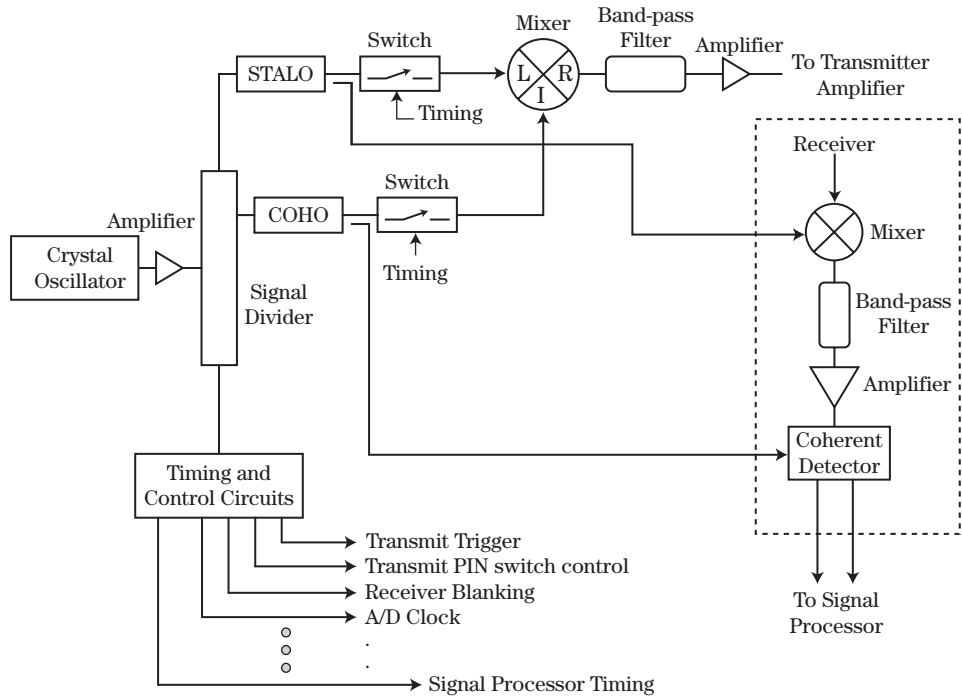 Mixer
Band-pass
Filter
Amplifier
To Transmitter
Amplifier
Switch
STALO
L R
I
Timing
Receiver
Switch
COHO
Mixer
Amplifier
Crystal
Oscillator
Timing
Signal
Divider
Band-pass
Filter
Amplifier
Coherent
Detector
Timing and
Control Circuits
Transmit Trigger
Transmit PIN switch control
Receiver Blanking
A/D Clock
To Signal
Processor
Signal Processor Timing